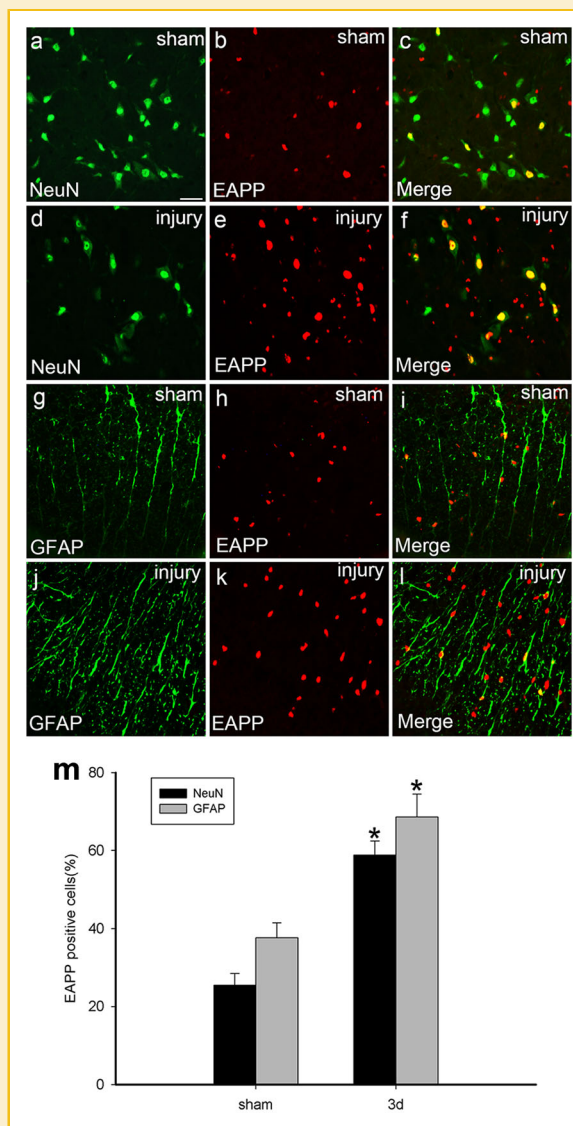 a sham b sham c sham
NeuN EAPP Merge
d injury e injury f injury
NeuN EAPP Merge
g sham h sham i sham
GFAP EAPP Merge
j injury k injury l injury
GFAP EAPP Merge
m
80
NeuN
GFAP
* *
60
40
20
0
EAPP positive cells(%)
sham 3d